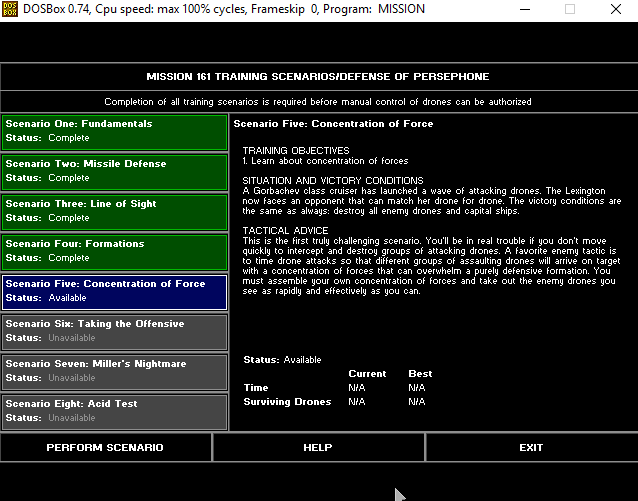 DOS BOX DOSBox 0.74, Cpu speed: max 100% cycles, Frameskip 0, Program: MISSION
MISSION 161 TRAINING SCENARIOS/DEFENSE OF PERSEPHONE
Completion of all training scenarios is required before manual control of drones can be authorized
Scenario One: Fundamentals
Status: Complete
Scenario Two: Missile Defense
Status: Complete
Scenario Three: Line of Sight
Status: Complete
Scenario Four: Formations
Status: Complete
Scenario Five: Concentration of Force
Status: Available
Scenario Six: Taking the Offensive
Status: Unavailable
Scenario Seven: Miller's Nightmare
Status: Unavailable
Scenario Eight: Acid Test
Status: Unavailable
Scenario Five: Concentration of Force
TRAINING OBJECTIVES
1. Learn about concentration of forces
SITUATION AND VICTORY CONDITIONS
A Gorbachev class cruiser has launched a wave of attacking drones. The Lexington
now faces an opponent that can match her drone for drone. The victory conditions are
the same as always: destroy all enemy drones and capital ships.
TACTICAL ADVICE
This is the first truly challenging scenario. You'll be in real trouble if you don't move
quickly to intercept and destroy groups of attacking drones. A favorite enemy tactic is
to time drone attacks so that different groups of assaulting drones will arrive on target
with a concentration of forces that can overwhelm a purely defensive formation. You
must assemble your own concentration of forces and take out the enemy drones you
see as rapidly and effectively as you can.
Status: Available
Current Best
Time N/A N/A
Surviving Drones N/A N/A
PERFORM SCENARIO HELP EXIT